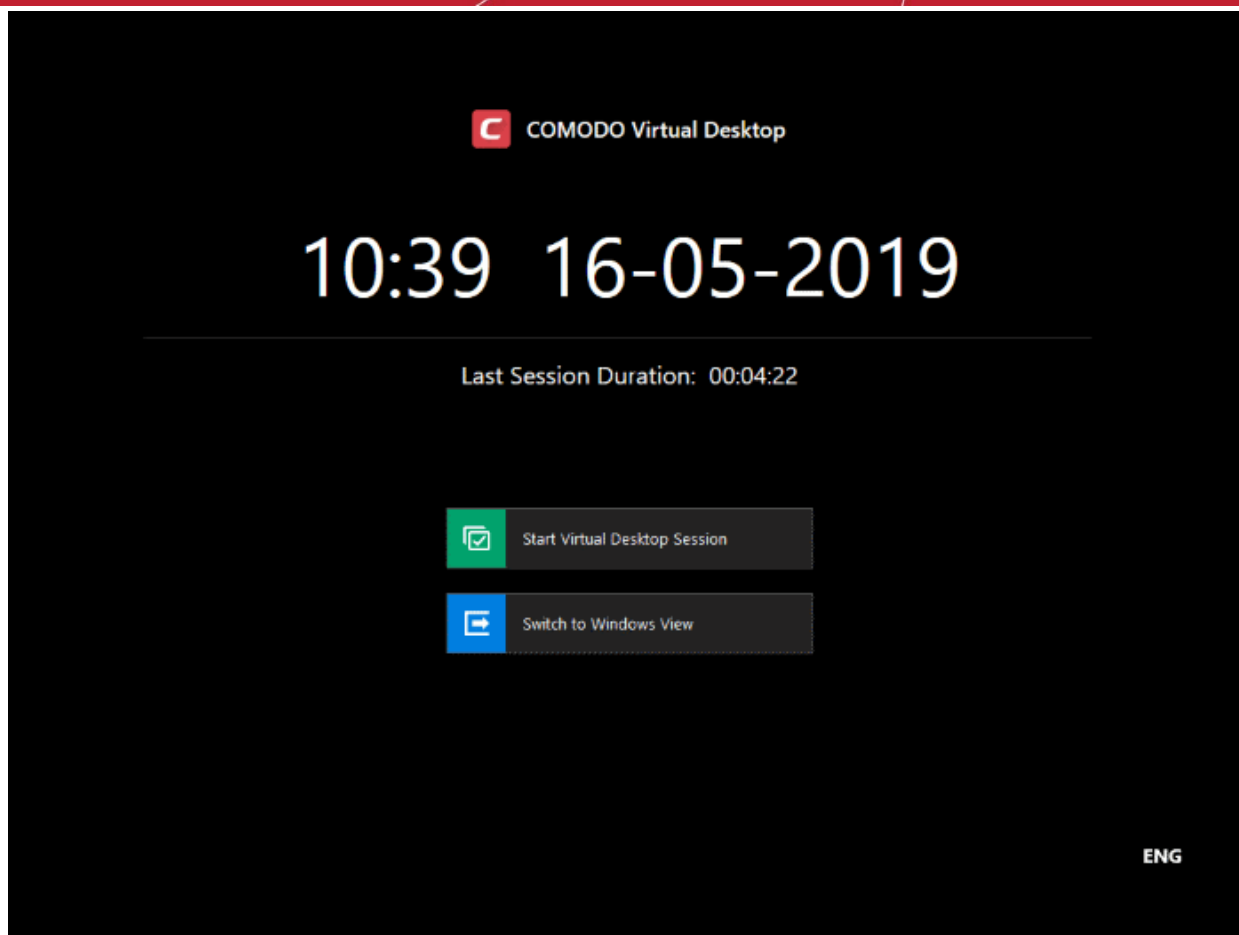 COMODO Virtual Desktop
10:39 16-05-2019
Last Session Duration: 00:04:22
Start Virtual Desktop Session
Switch to Windows View
ENG